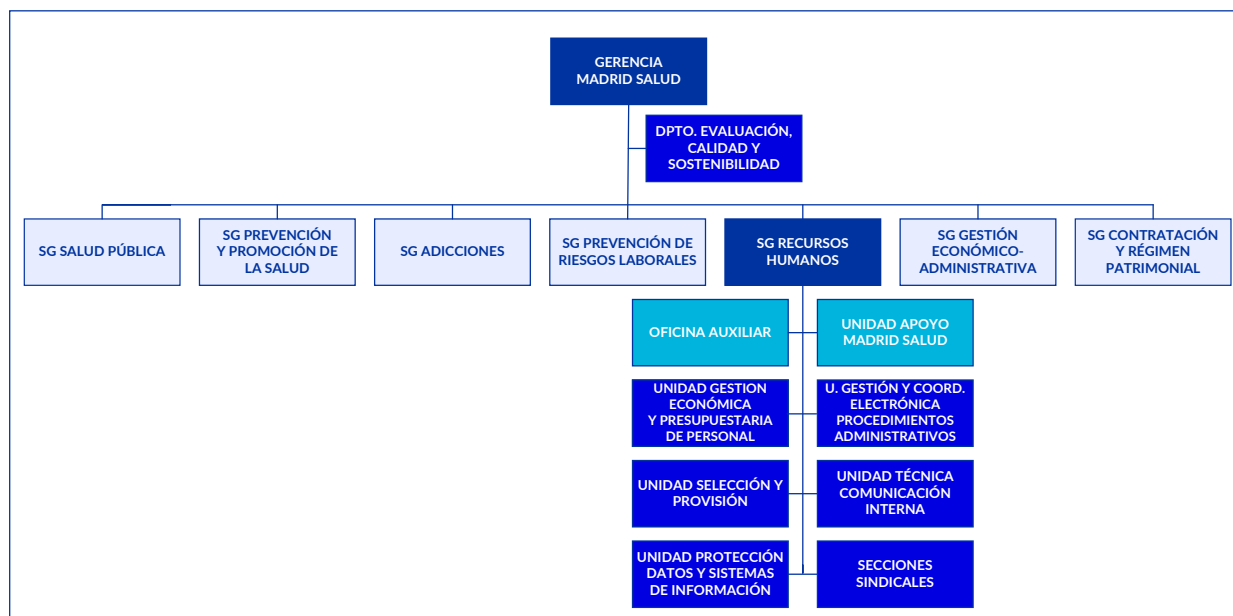 GERENCIA
MADRID SALUD
DPTO. EVALUACIÓN,
CALIDAD Y
SOSTENIBILIDAD
SG SALUD PÚBLICA
SG PREVENCIÓN
Y PROMOCIÓN DE
LA SALUD
SG ADICCIONES
SG PREVENCIÓN DE
RIESGOS LABORALES
SG RECURSOS
HUMANOS
SG GESTIÓN
ECONÓMICO-
ADMINISTRATIVA
SG CONTRATACIÓN
Y RÉGIMEN
PATRIMONIAL
OFICINA AUXILIAR
UNIDAD APOYO
MADRID SALUD
UNIDAD GESTION
ECONÓMICA
Y PRESUPUESTARIA
DE PERSONAL
U. GESTIÓN Y COORD.
ELECTRÓNICA
PROCEDIMIENTOS
ADMINISTRATIVOS
UNIDAD SELECCIÓN Y
PROVISIÓN
UNIDAD TÉCNICA
COMUNICACIÓN
INTERNA
UNIDAD PROTECCIÓN
DATOS Y SISTEMAS
DE INFORMACIÓN
SECCIONES
SINDICALES